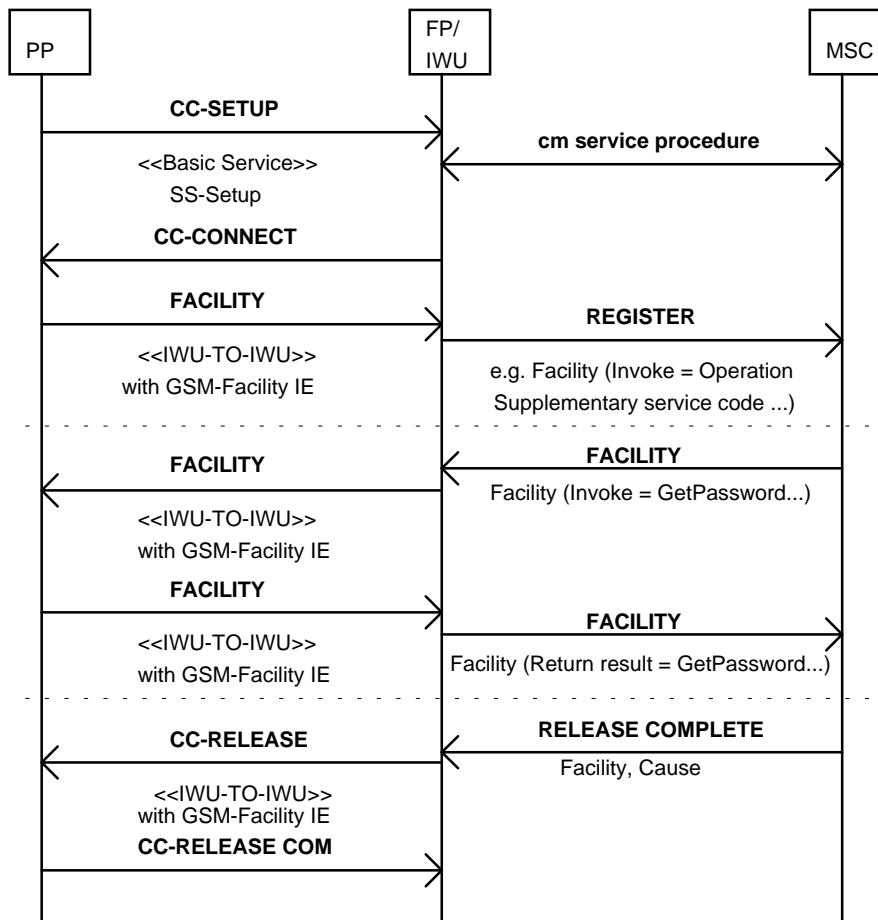 PP
FP/
IWU
MSC
CC-SETUP
cm service procedure
<<Basic Service>>
SS-Setup
CC-CONNECT
FACILITY
REGISTER
<<IWU-TO-IWU>>
with GSM-Facility IE
e.g. Facility (Invoke = Operation
Supplementary service code ...)
FACILITY
FACILITY
Facility (Invoke = GetPassword...)
<<IWU-TO-IWU>>
with GSM-Facility IE
FACILITY
FACILITY
<<IWU-TO-IWU>>
with GSM-Facility IE
Facility (Return result = GetPassword...)
RELEASE COMPLETE
CC-RELEASE
Facility, Cause
<<IWU-TO-IWU>>
with GSM-Facility IE
CC-RELEASE COM